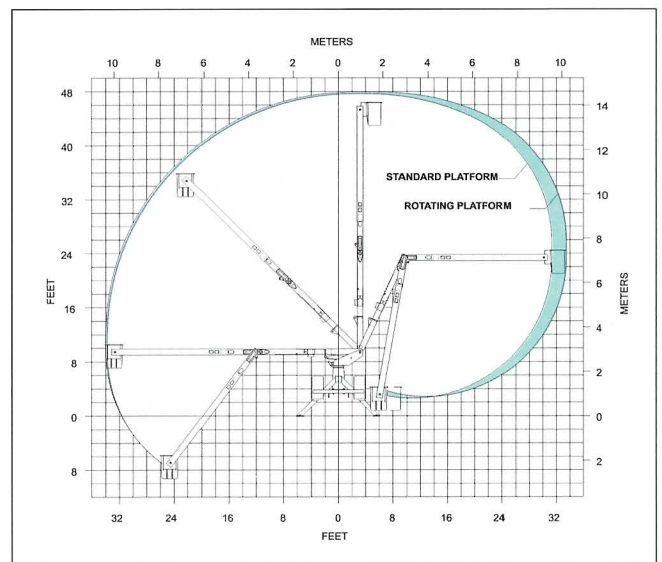 METERS
10 8 6 4 2 0 2 4 6 8 10
48
40
32
24
16
8
0
8
FEET
14
12
10
8
6
4
2
0
2
METERS
STANDARD PLATFORM
ROTATING PLATFORM
32 24 16 8 0 8 16 24 32
FEET